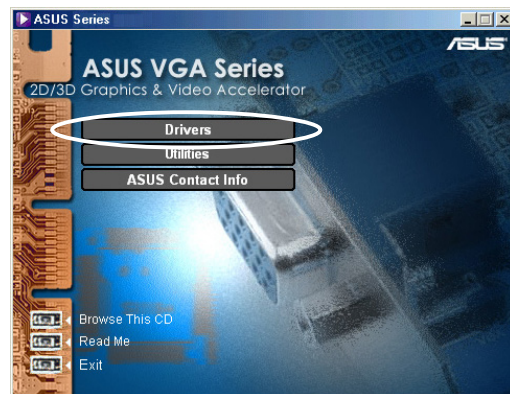 ASUS Series
ASUS
ASUS VGA Series
2D/3D Graphics & Video Accelerator
Drivers
Utilities
ASUS Contact Info
Browse This CD
Read Me
Exit